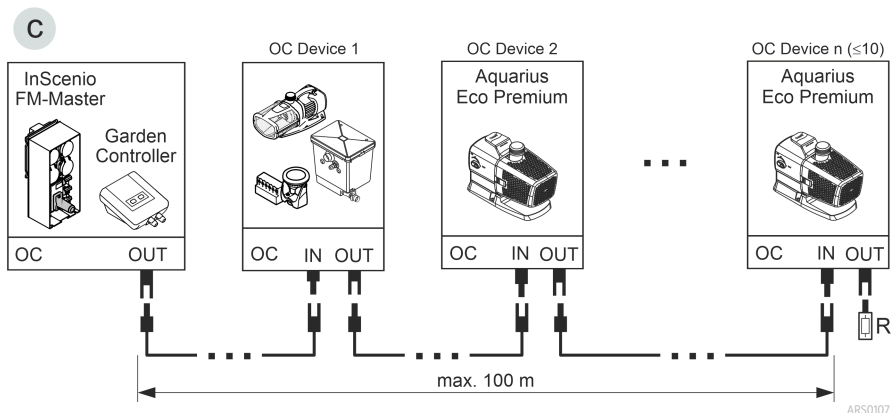 C
OC Device 1
OC Device 2
OC Device n (≤10)
InScenio
FM-Master
Garden
Controller
Aquarius
Eco Premium
Aquarius
Eco Premium
OC OUT
OC IN OUT
OC IN OUT
OC IN OUT
R
max. 100 m
ARS0107